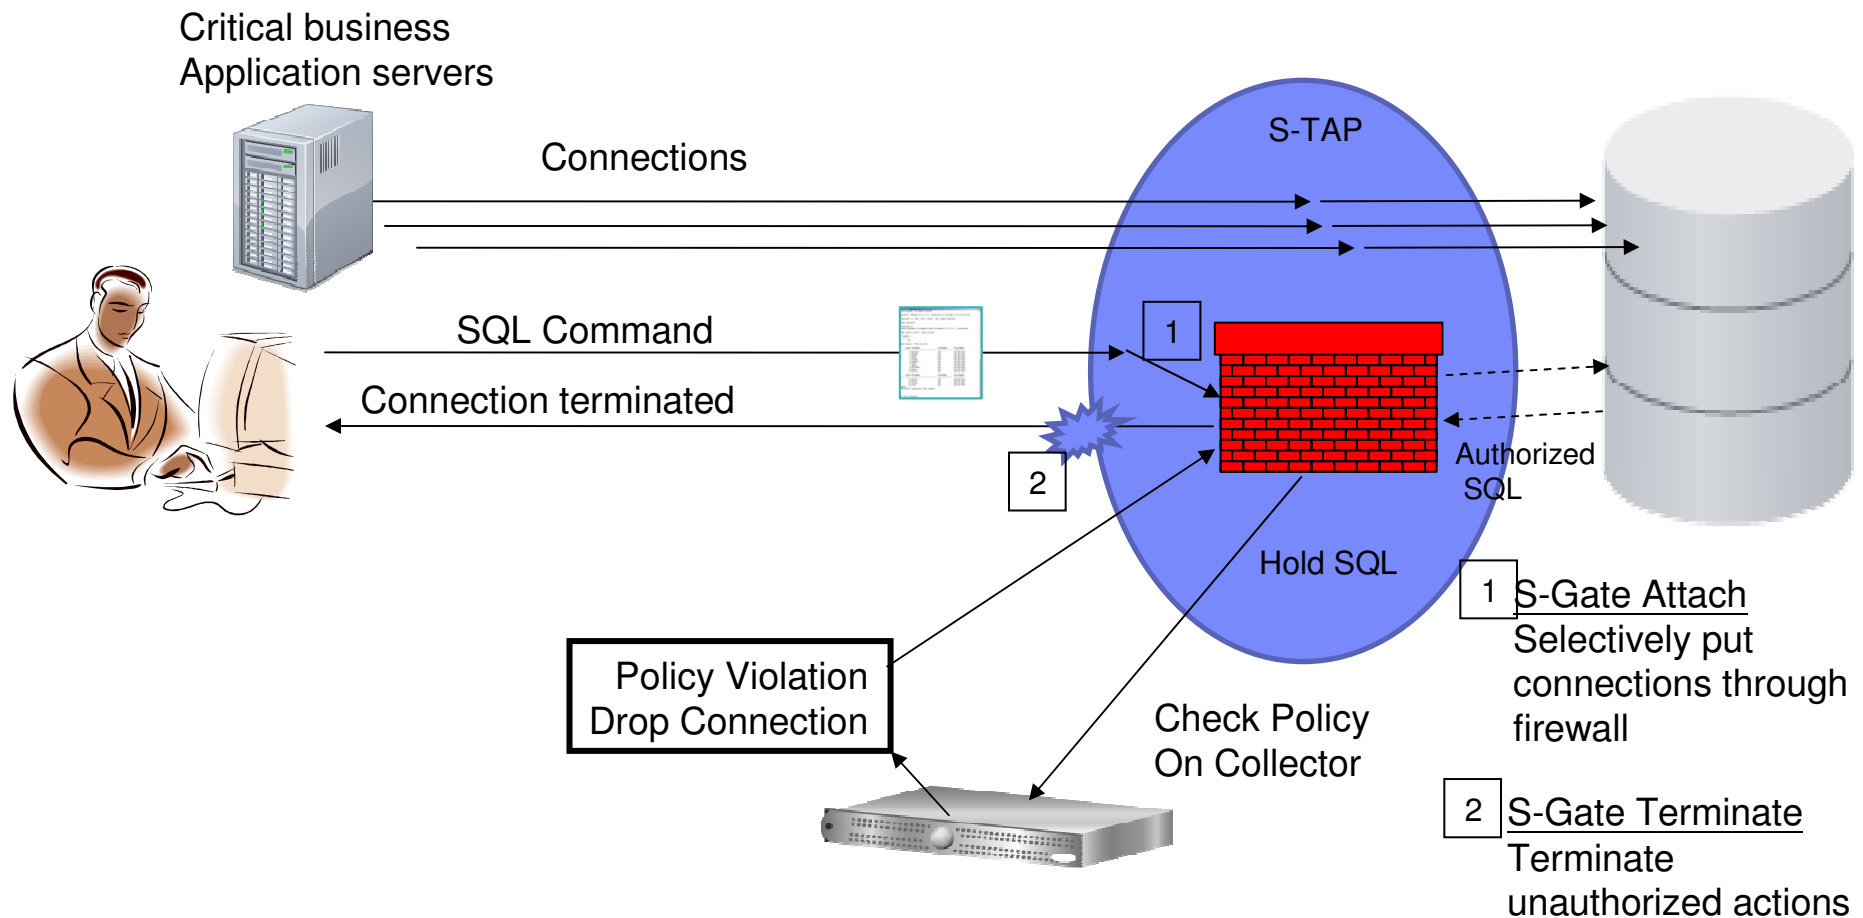 Critical business
Application servers
S-TAP
Connections
SQL Command
1
Connection terminated
2
Authorized
SQL
Hold SQL
1
S-Gate Attach
Selectively put
connections through
firewall
Policy Violation
Drop Connection
Check Policy
On Collector
2
S-Gate Terminate
Terminate
unauthorized actions